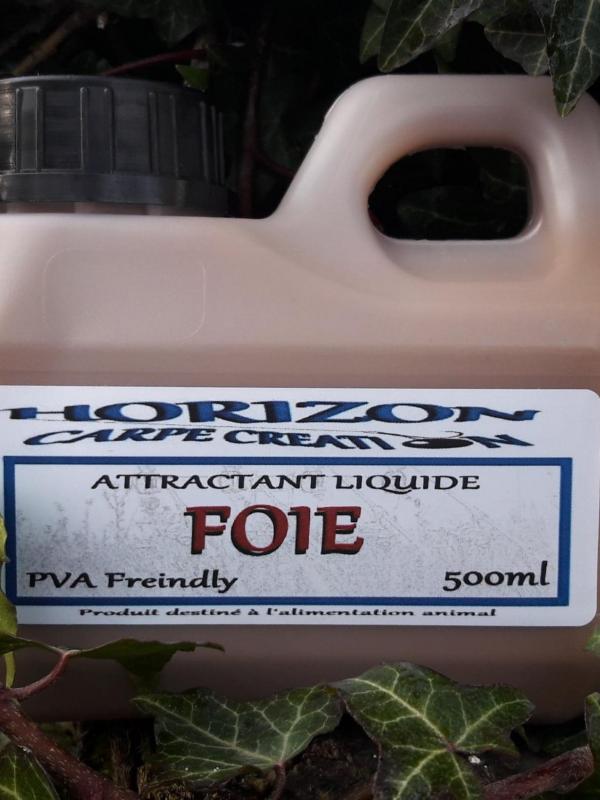 HORIZON
CARPE CREATION
ATTRACTANT LIQUIDE
FOIE
PVA Freindly 500ml
Produit destiné à l'alimentation animal